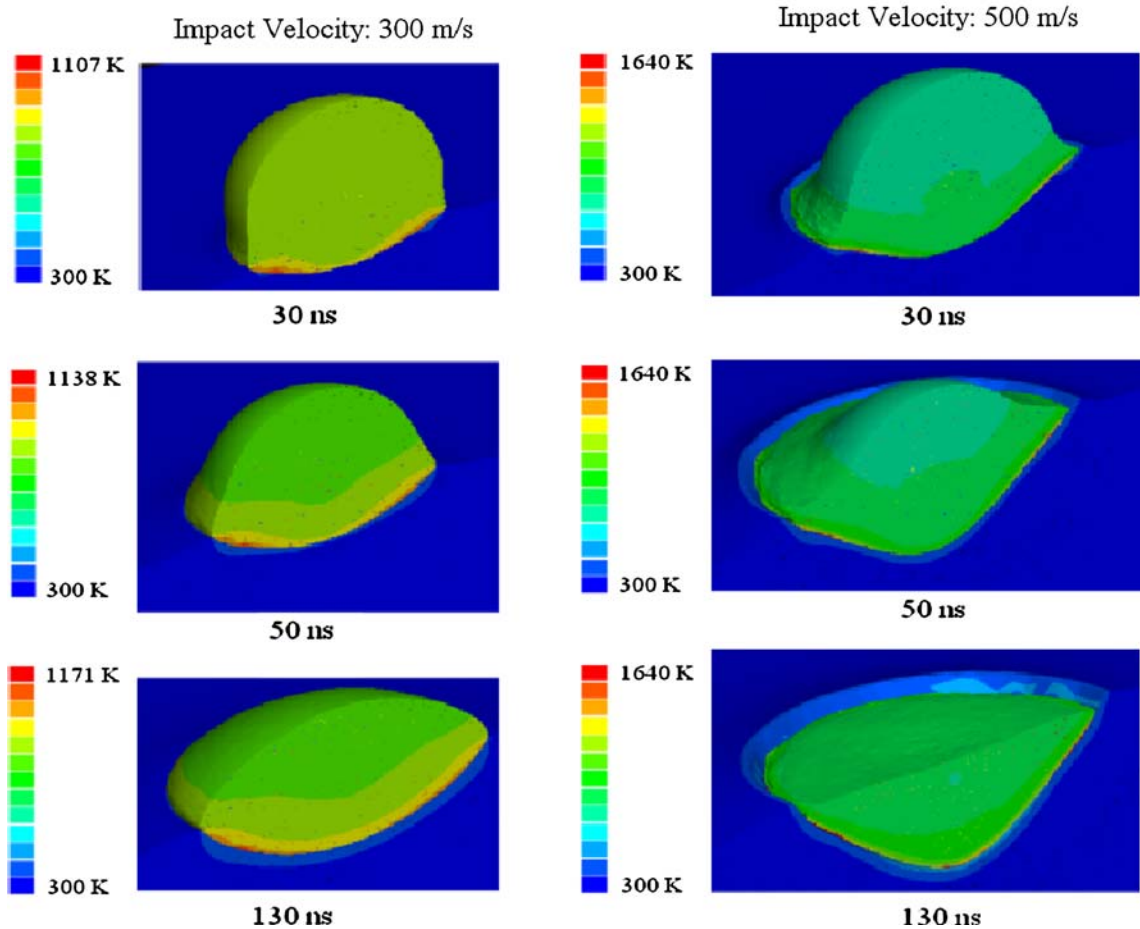 Impact Velocity: 300 m/s
1107 K
300 K
30 ns
1138 K
300 K
50 ns
1171 K
300 K
130 ns
Impact Velocity: 500 m/s
1640 K
300 K
30 ns
1640 K
300 K
50 ns
1640 K
300 K
130 ns